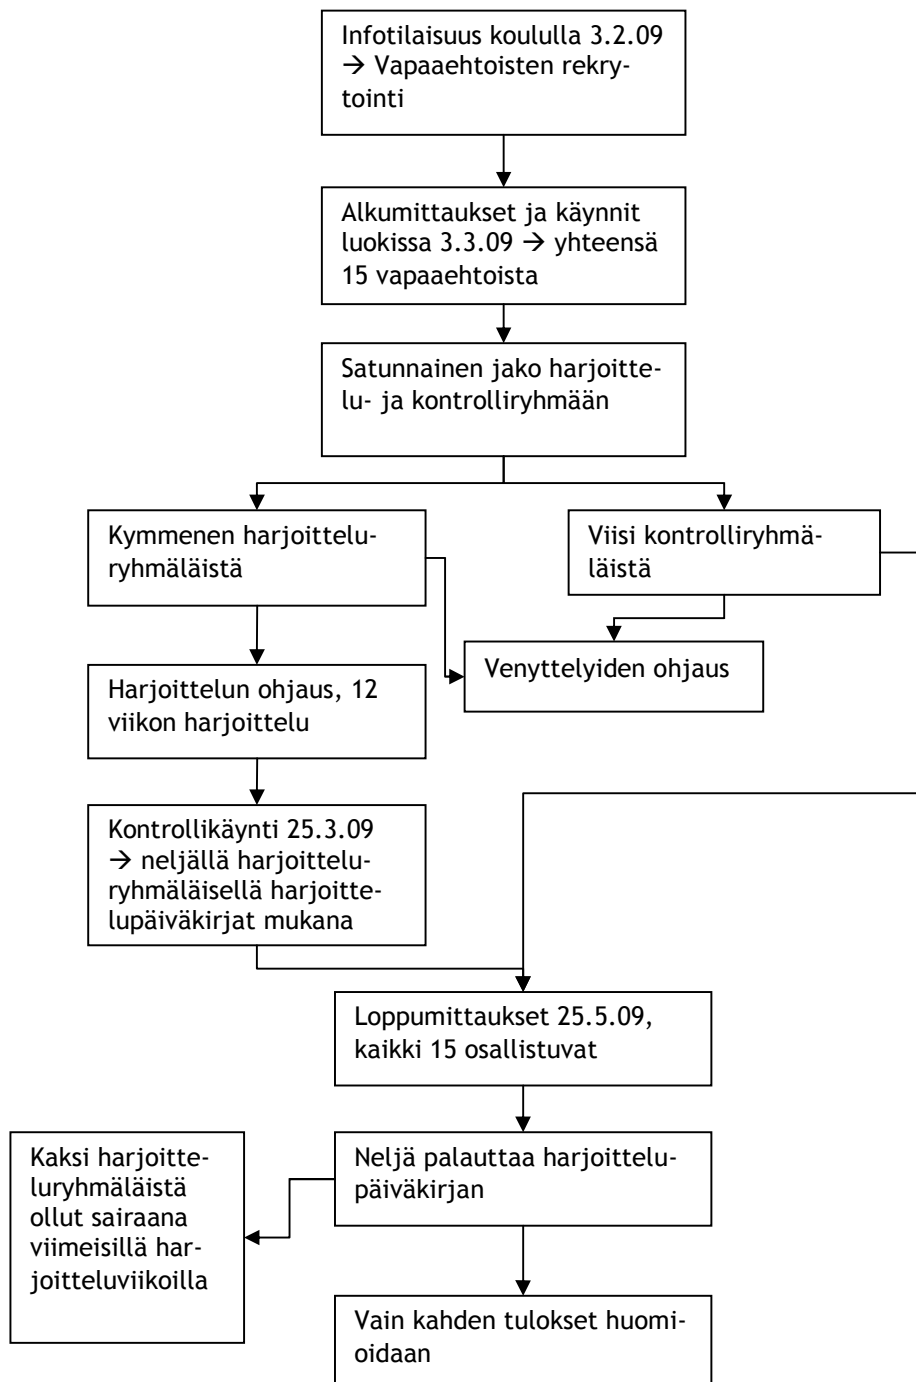 Infotilaisuus koululla 3.2.09
→ Vapaaehtoisten rekry-
tointi
Alkumittaukset ja käynnit
luokissa 3.3.09 → yhteensä
15 vapaaehtoista
Satunnainen jako harjoitte-
lu- ja kontrolliryhmään
Kymmenen harjoittelu-
ryhmäläistä
Viisi kontrolliryhmä-
läistä
Venyttelyiden ohjaus
Harjoittelun ohjaus, 12
viikon harjoittelu
Kontrollikäynti 25.3.09
→ neljällä harjoittelu-
ryhmäläisellä harjoitte-
lupäiväkirjat mukana
Loppumittaukset 25.5.09,
kaikki 15 osallistuvat
Neljä palauttaa harjoittelu-
päiväkirjan
Kaksi harjoitte-
luryhmäläistä
ollut sairaana
viimeisillä har-
joitteluviikoilla
Vain kahden tulokset huomi-
oidaan